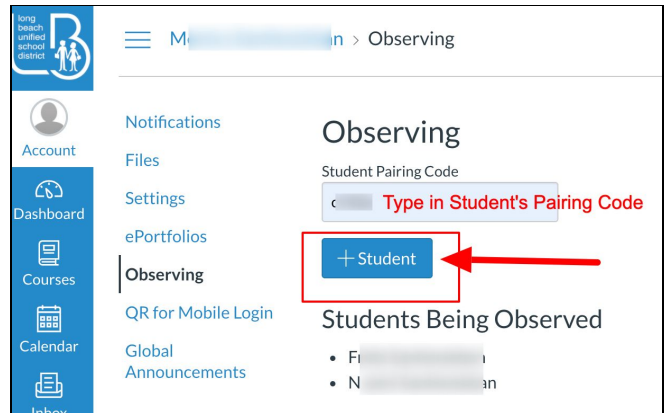 long
beach
unified
school
district
> Observing
Account
Dashboard
Courses
Calendar
Inbox
Notifications
Files
Settings
ePortfolios
Observing
QR for Mobile Login
Global
Announcements
Observing
Student Pairing Code
Type in Student's Pairing Code
+ Student
Students Being Observed